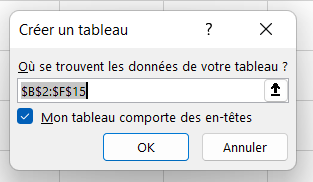 Créer un tableau ? ×
Où se trouvent les données de votre tableau ?
$B$2:$F$15
Mon tableau comporte des en-têtes
OK Annuler